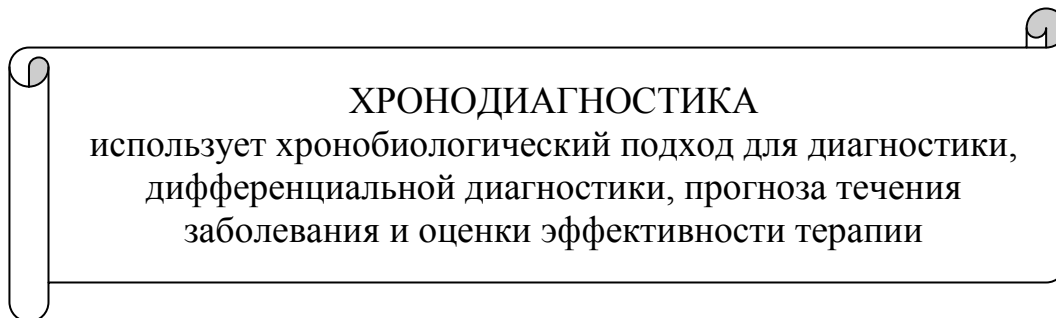 ХРОНОДИАГНОСТИКА
использует хронобиологический подход для диагностики,
дифференциальной диагностики, прогноза течения
заболевания и оценки эффективности терапии